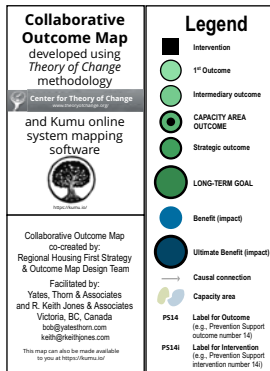 Collaborative
Outcome Map
developed using
Theory of Change
methodology
Center for Theory of Change
www.theoryofchange.org/
and Kumu online
system mapping
software
https://kumu.io/
Collaborative Outcome Map
co-created by:
Regional Housing First Strategy
& Outcome Map Design Team
Facilitated by:
Yates, Thorn & Associates
and R. Keith Jones & Associates
Victoria, BC, Canada
bob@yatesthorn.com
keith@rkeithjones.com
This map can also be made available
to you at https://kumu.io/
Legend
Intervention
1st Outcome
Intermediary outcome
CAPACITY AREA
OUTCOME
Strategic outcome
LONG-TERM GOAL
Benefit (impact)
Ultimate Benefit (impact)
Causal connection
Capacity area
PS14 Label for Outcome
(e.g., Prevention Support
outcome number 14)
PS14i Label for Intervention
(e.g., Prevention Support
intervention number 14i)